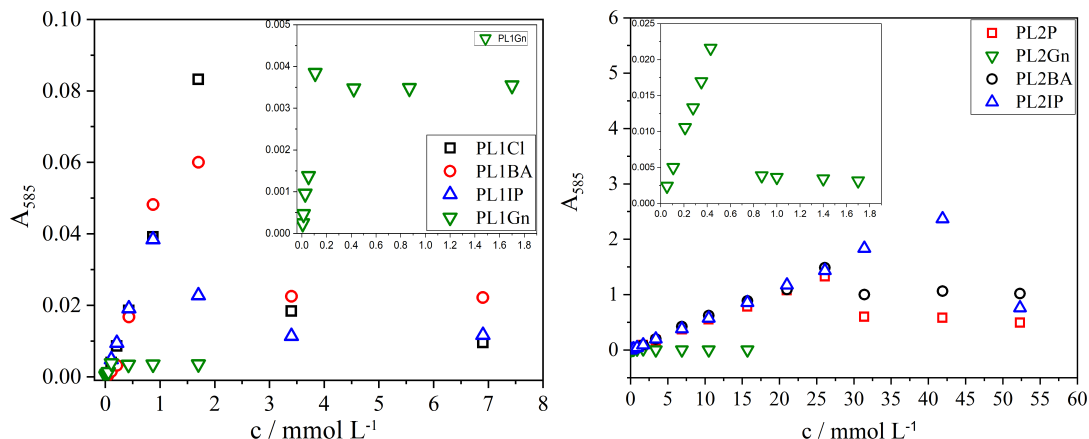 0.10
0.08
0.06
0.04
0.02
0.00
A585
0 1 2 3 4 5 6 7 8
c / mmol L-1
0.005
0.004
0.003
0.002
0.001
0.000
0.0 0.2 0.4 0.6 0.8 1.0 1.2 1.4 1.6 1.8
PL1Gn
PL1Cl
PL1BA
PL1IP
PL1Gn
6
5
4
3
2
1
0
A585
0 5 10 15 20 25 30 35 40 45 50 55 60
c / mmol L-1
0.025
0.020
0.015
0.010
0.005
0.000
0.0 0.2 0.4 0.6 0.8 1.0 1.2 1.4 1.6 1.8
PL2P
PL2Gn
PL2BA
PL2IP